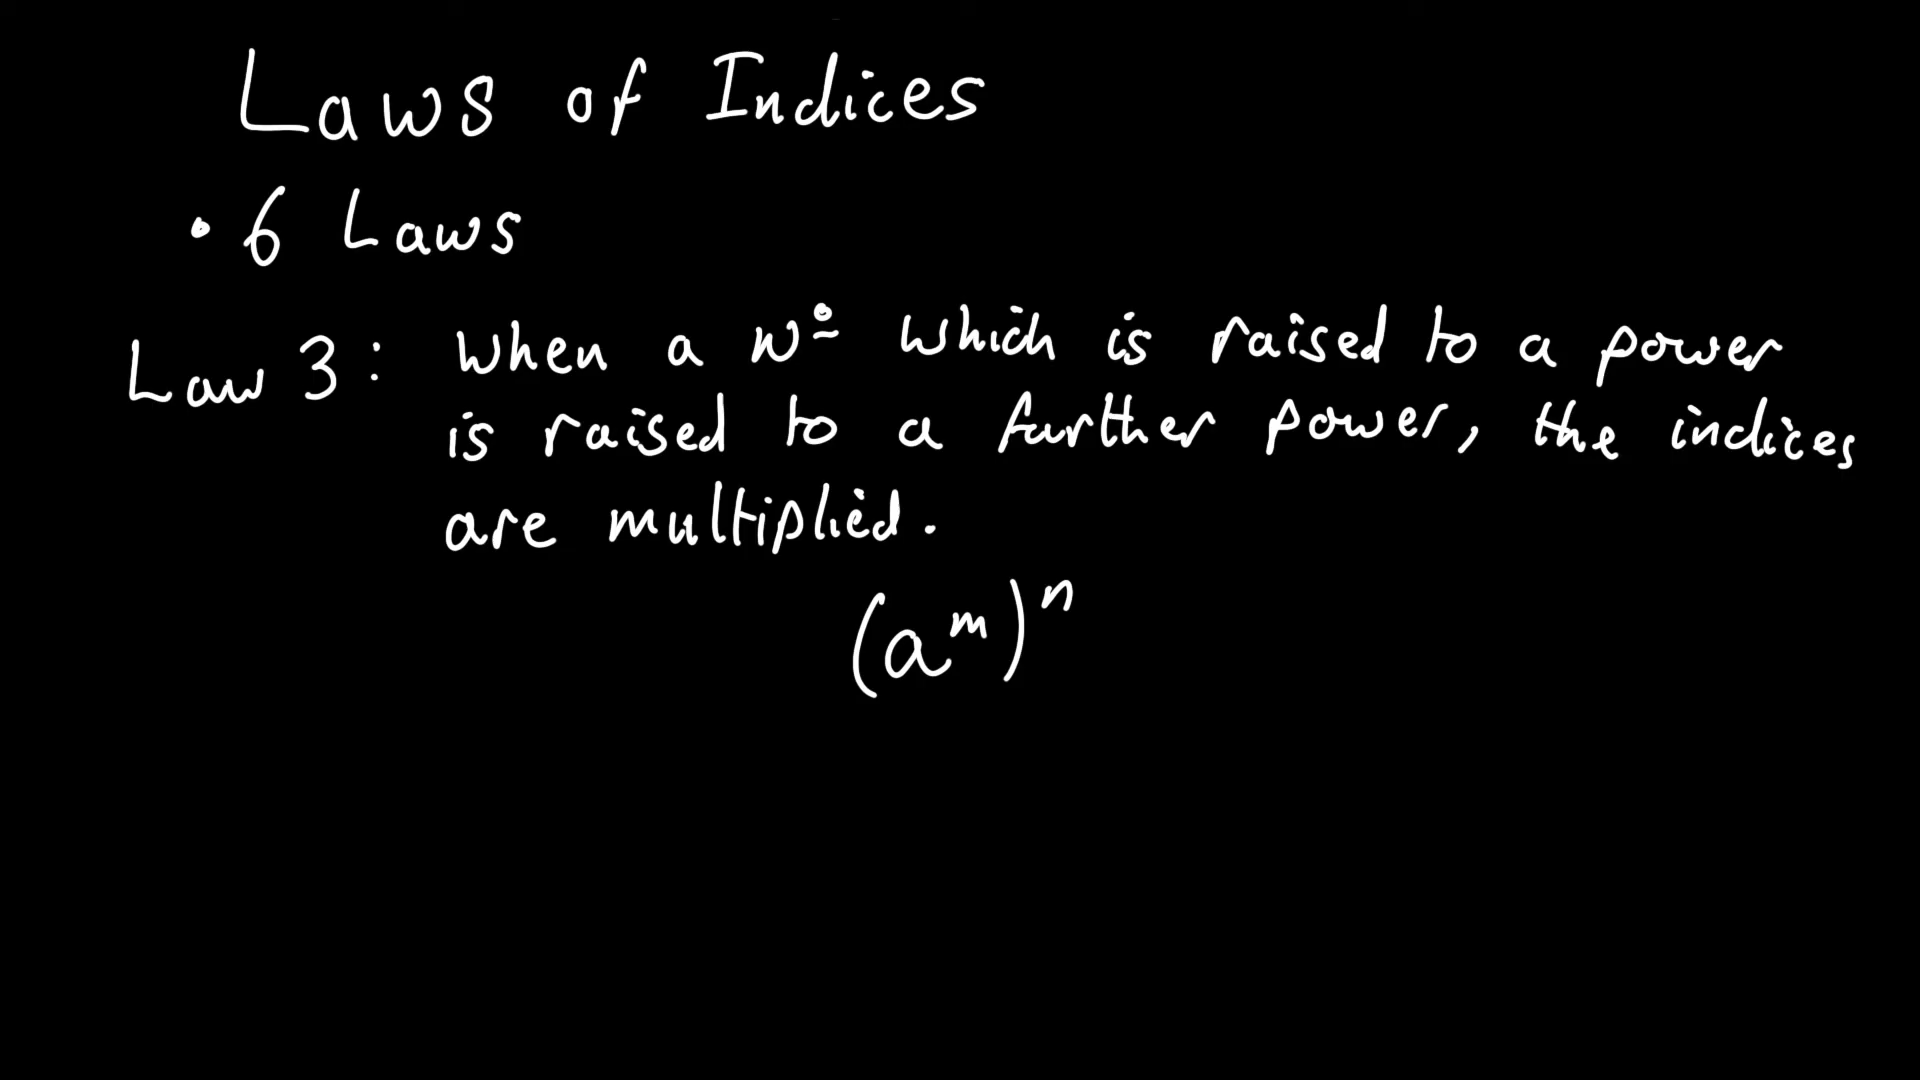 Laws of Indices
• 6 Laws
Law 3: When a Nº which is raised to a power
is raised to a further power, the indices
are multiplied.
(a^m)^n